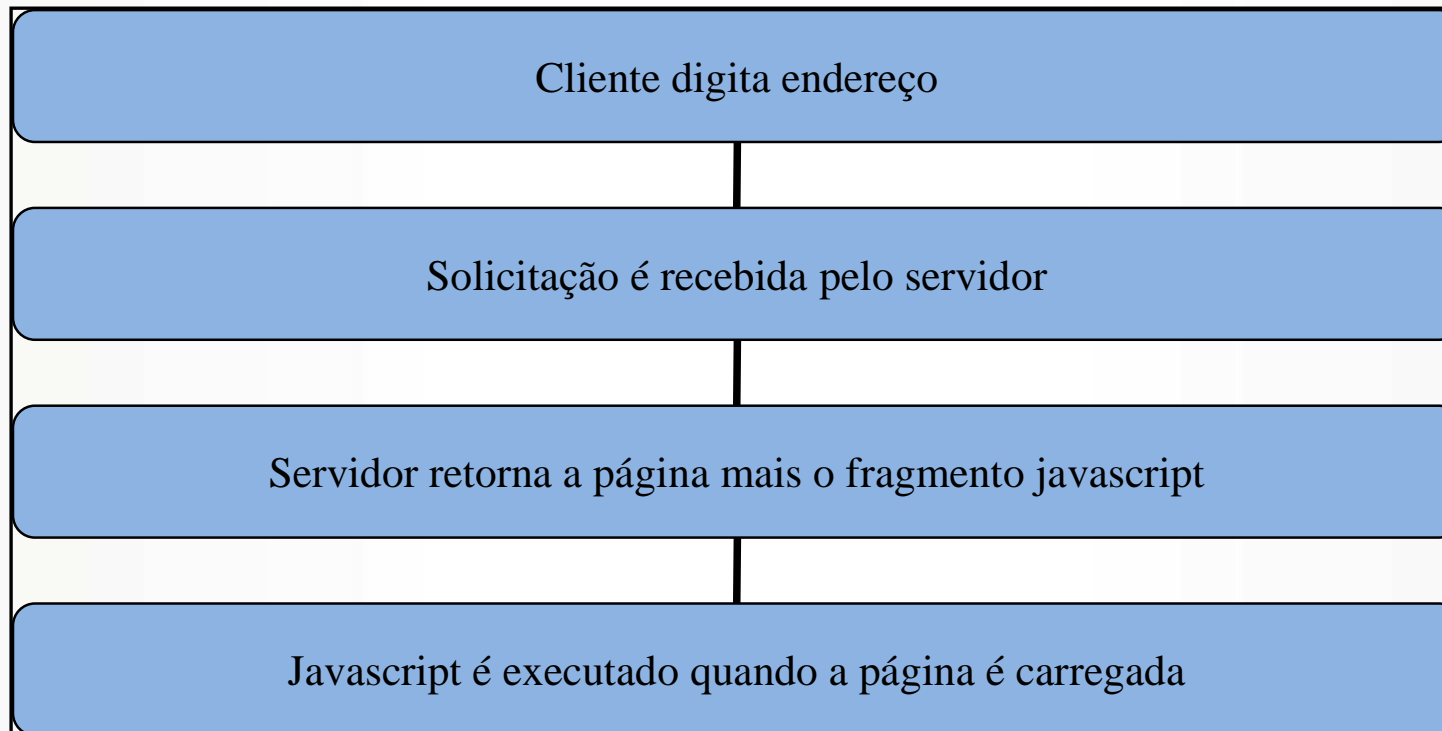 Cliente digita endereço
Solicitação é recebida pelo servidor
Servidor retorna a página mais o fragmento javascript
Javascript é executado quando a página é carregada